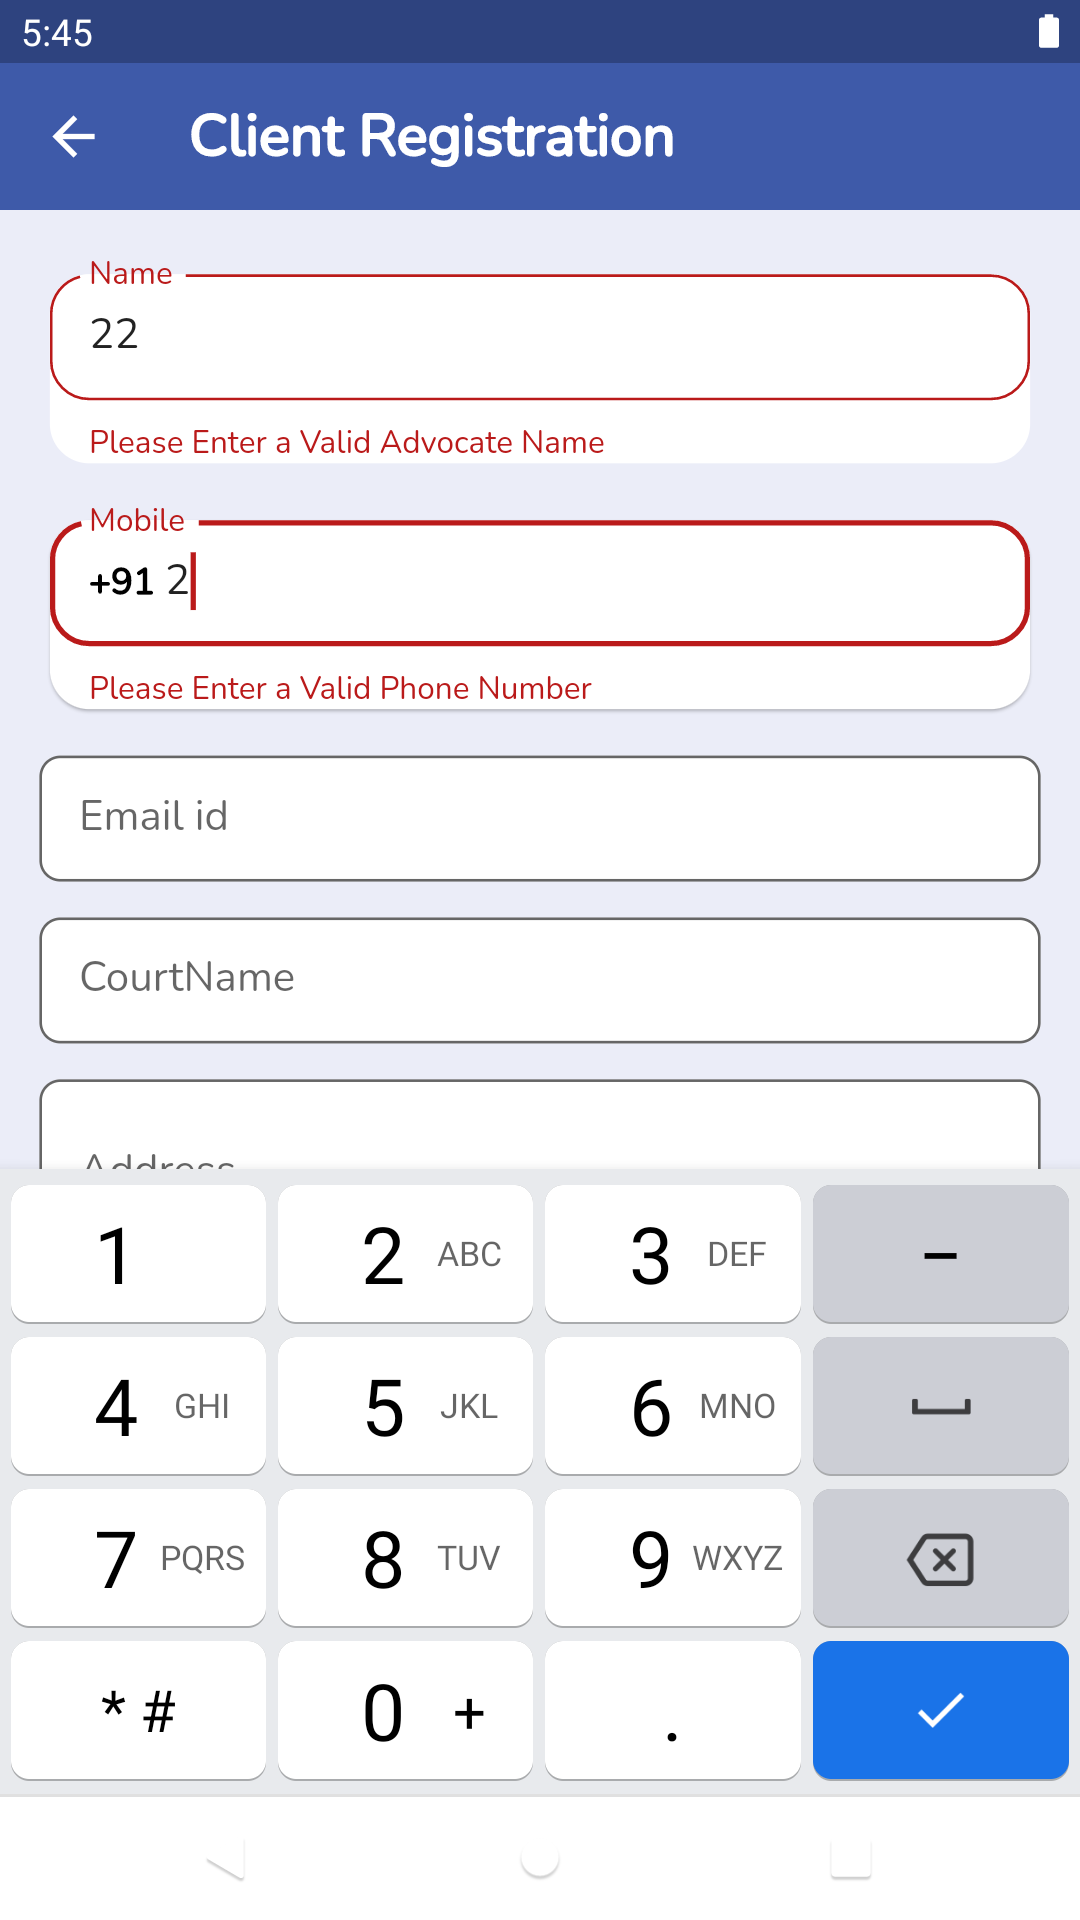 5:45
Client Registration
Name
22
Please Enter a Valid Advocate Name
Mobile
+91 2
Please Enter a Valid Phone Number
Email id
CourtName
Address
1 2 ABC 3 DEF –
4 GHI 5 JKL 6 MNO
7 PQRS 8 TUV 9 WXYZ
* # 0 + .